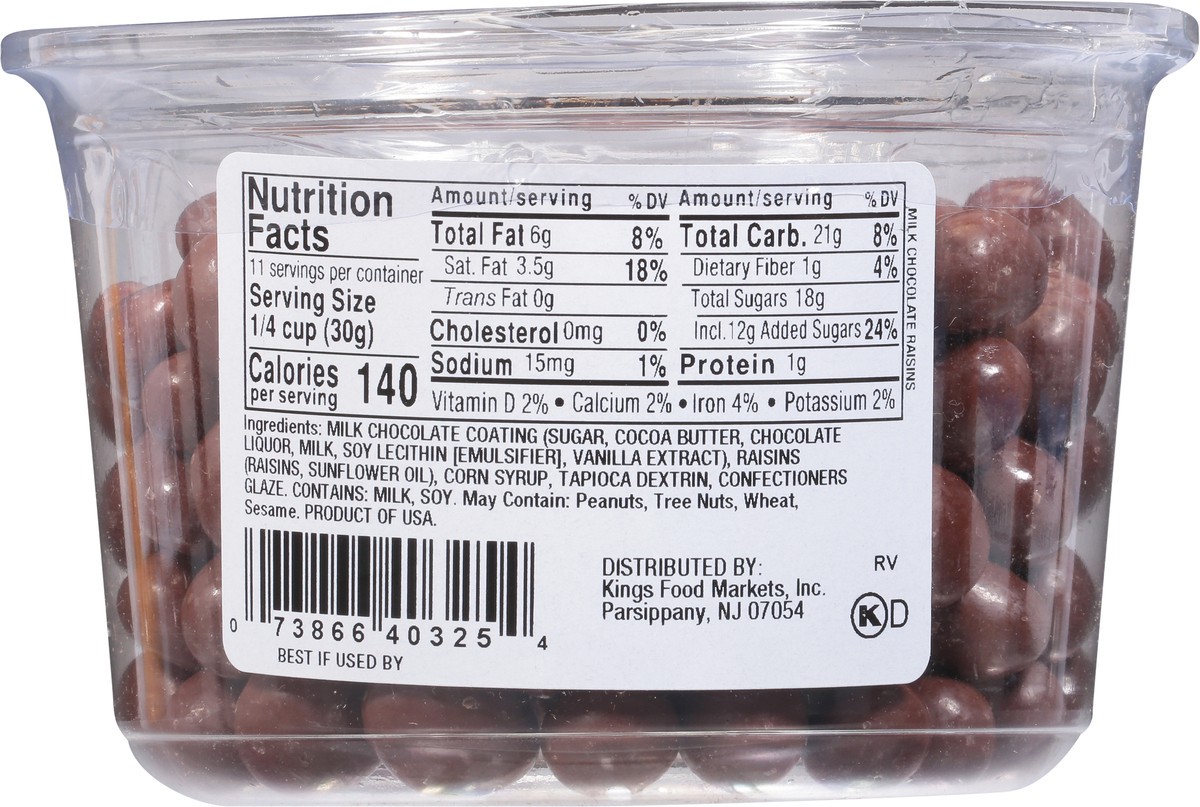 Nutrition
Facts
11 servings per container
Serving Size
1/4 cup (30g)
Calories
per serving
140
Amount/serving % DV
Total Fat 6g 8%
Sat. Fat 3.5g 18%
Trans Fat 0g
Cholesterol 0mg 0%
Sodium 15mg 1%
Amount/serving % DV
Total Carb. 21g 8%
Dietary Fiber 1g 4%
Total Sugars 18g
Incl. 12g Added Sugars 24%
Protein 1g
Vitamin D 2% • Calcium 2% • Iron 4% • Potassium 2%
MILK CHOCOLATE RAISINS
Ingredients: MILK CHOCOLATE COATING (SUGAR, COCOA BUTTER, CHOCOLATE
LIQUOR, MILK, SOY LECITHIN [EMULSIFIER], VANILLA EXTRACT), RAISINS
(RAISINS, SUNFLOWER OIL), CORN SYRUP, TAPIOCA DEXTRIN, CONFECTIONERS
GLAZE. CONTAINS: MILK, SOY. May Contain: Peanuts, Tree Nuts, Wheat,
Sesame. PRODUCT OF USA.
0 73866 40325 4
BEST IF USED BY
DISTRIBUTED BY:
Kings Food Markets, Inc.
Parsippany, NJ 07054
RV
K D